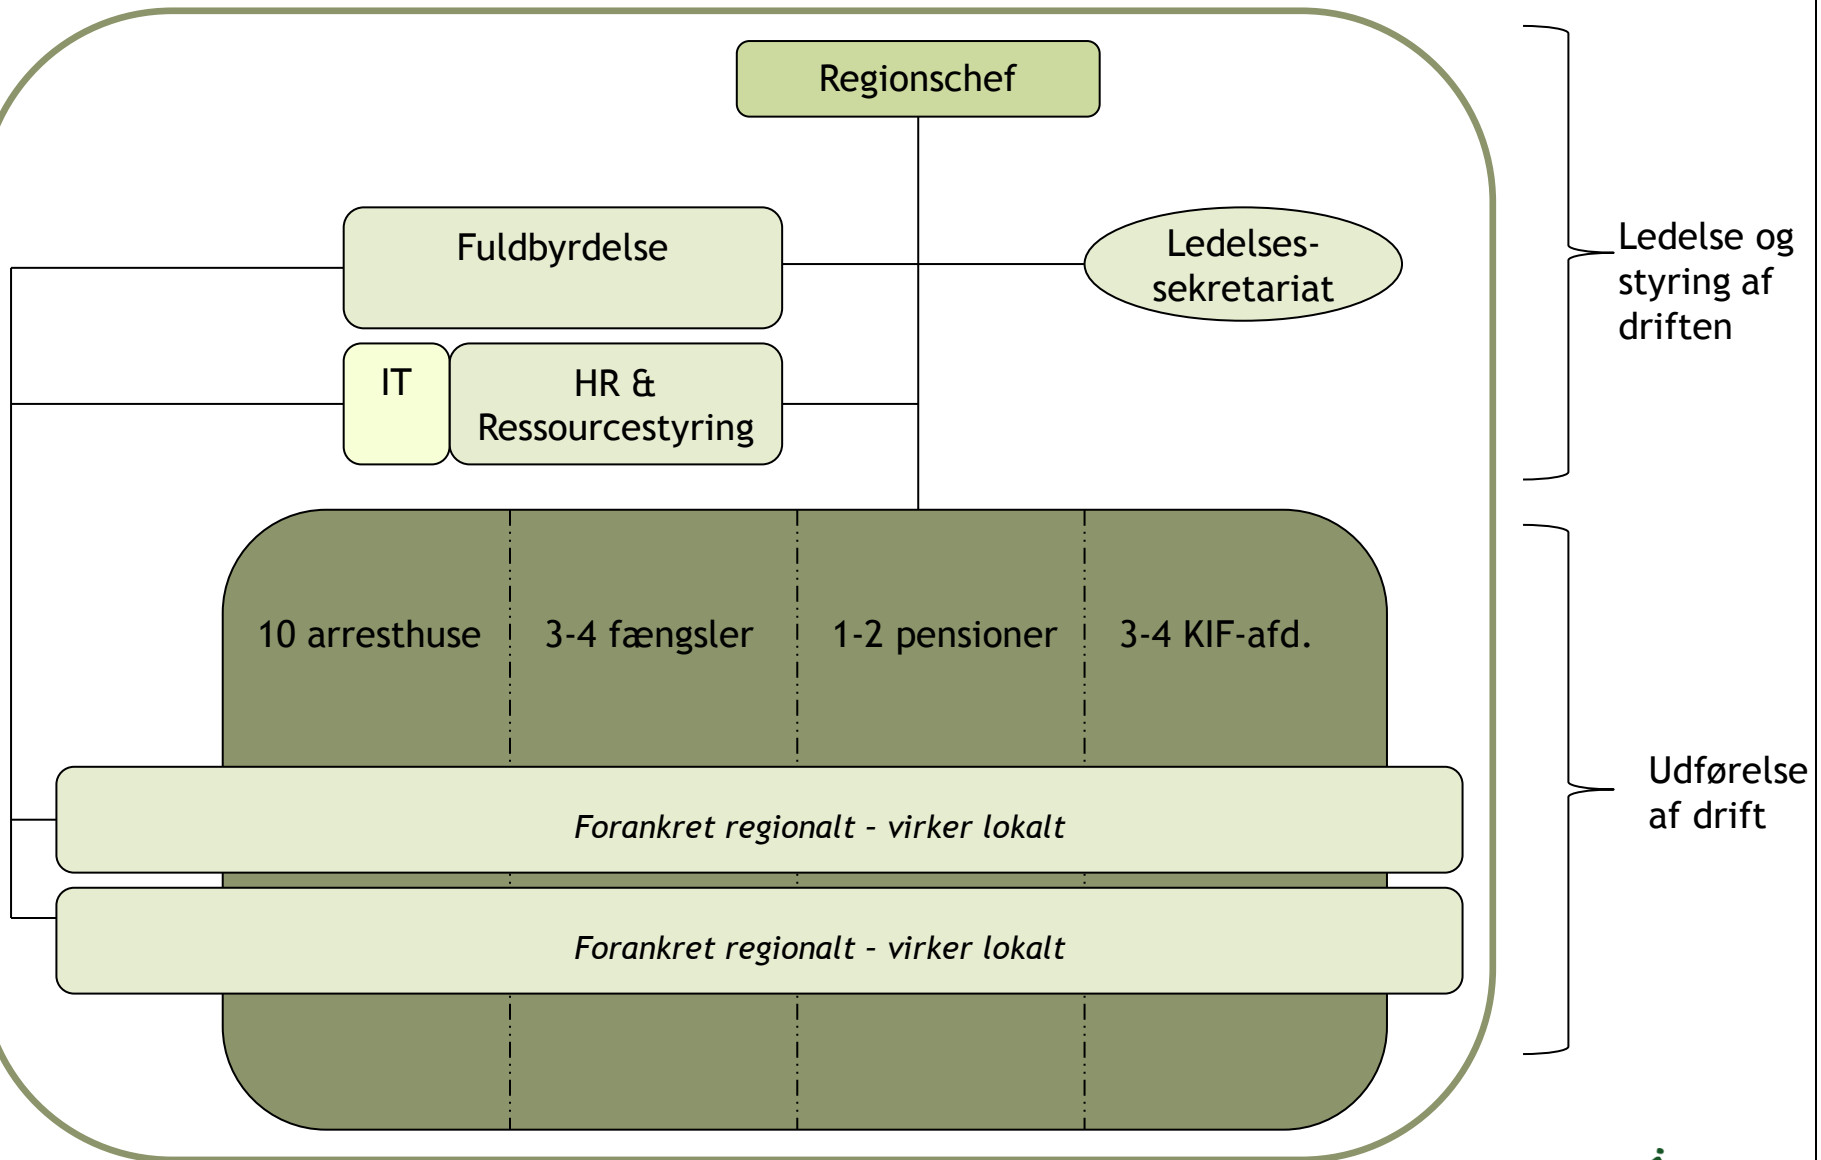 Regionschef
Fuldbyrdelse
Ledelses-
sekretariat
Ledelse og
styring af
driften
IT
HR &
Ressourcestyring
10 arresthuse
3-4 fængsler
1-2 pensioner
3-4 KIF-afd.
Udførelse
af drift
Forankret regionalt – virker lokalt
Forankret regionalt – virker lokalt